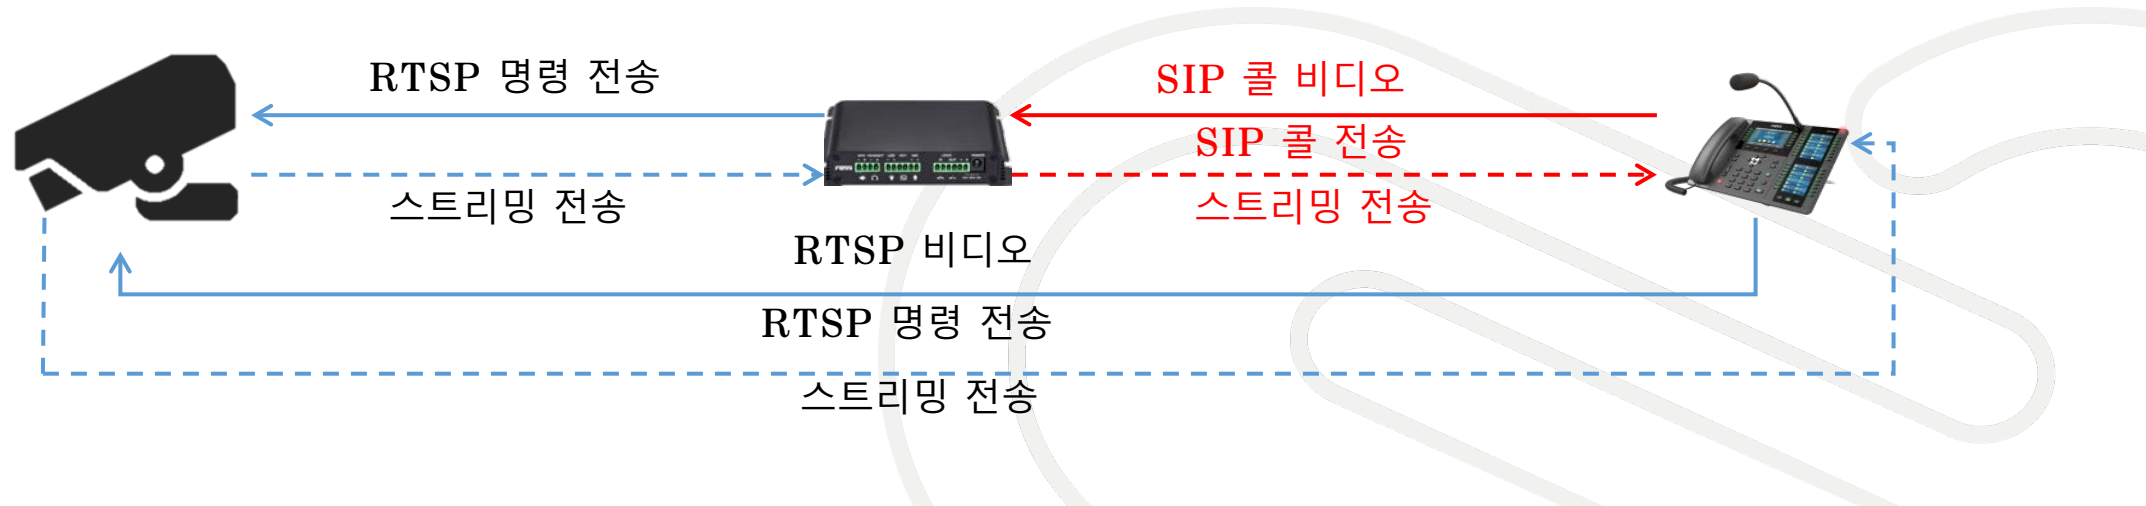 RTSP 명령 전송
SIP 콜 비디오
SIP 콜 전송
스트리밍 전송
스트리밍 전송
RTSP 비디오
RTSP 명령 전송
스트리밍 전송